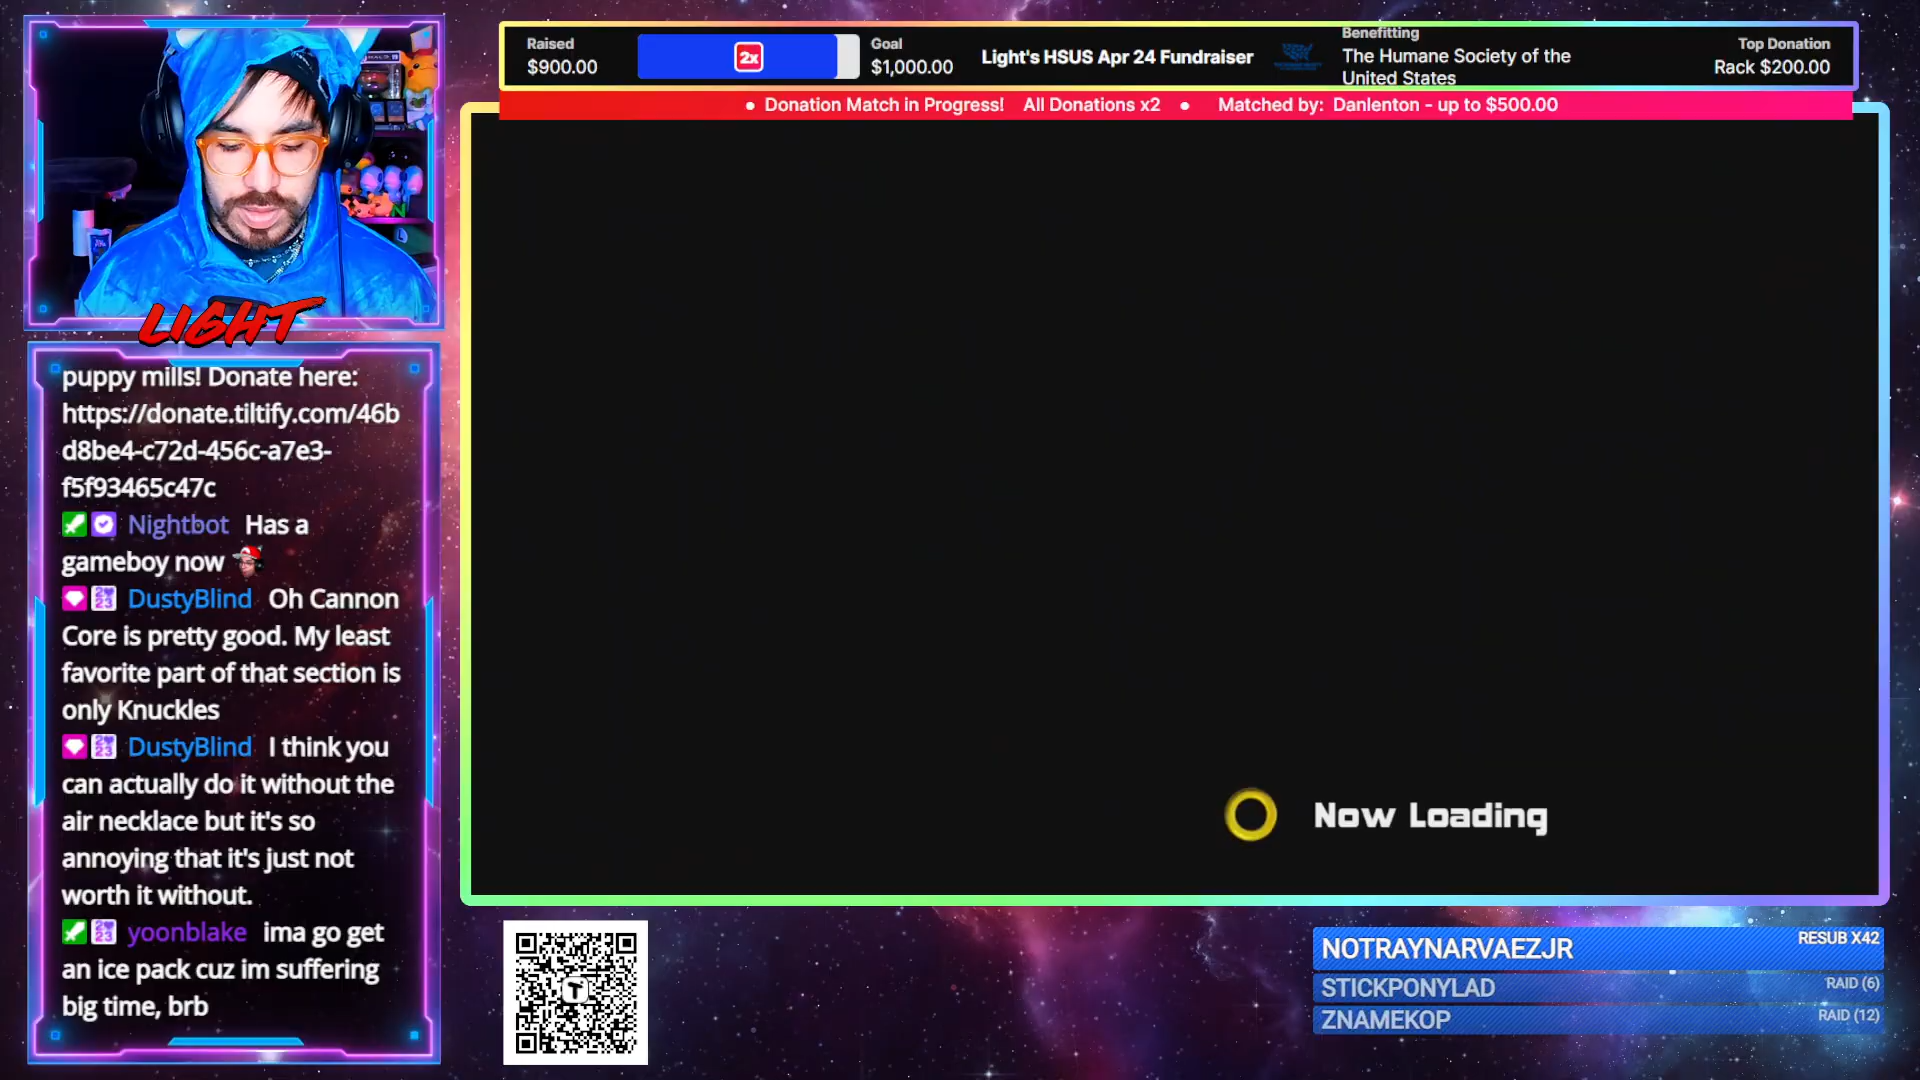 Raised
$900.00
2x
Goal
$1,000.00
Light's HSUS Apr 24 Fundraiser
Benefitting
The Humane Society of the
United States
Top Donation
Rack $200.00
• Donation Match in Progress! All Donations x2 • Matched by: Danlenton - up to $500.00
LIGHT
puppy mills! Donate here:
https://donate.tiltify.com/46b
d8be4-c72d-456c-a7e3-
f5f93465c47c
Nightbot Has a
gameboy now
DustyBlind Oh Cannon
Core is pretty good. My least
favorite part of that section is
only Knuckles
DustyBlind I think you
can actually do it without the
air necklace but it's so
annoying that it's just not
worth it without.
yoonblake ima go get
an ice pack cuz im suffering
big time, brb
Now Loading
T
NOTRAYNARVAEZJR RESUB X42
STICKPONYLAD RAID (6)
ZNAMEKOP RAID (12)